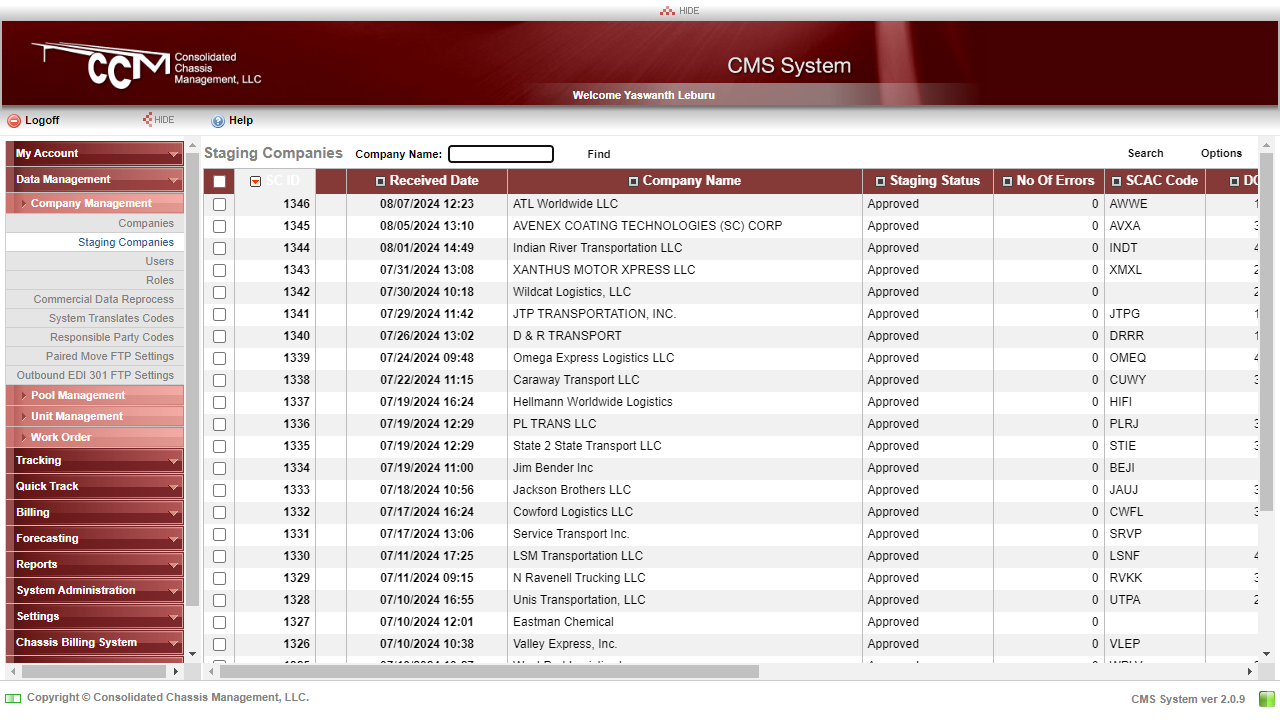 HIDE
CCM Consolidated
Chassis
Management, LLC
CMS System
Welcome Yaswanth Leburu
Logoff HIDE Help
My Account
Data Management
Company Management
Companies
Staging Companies
Users
Roles
Commercial Data Reprocess
System Translates Codes
Responsible Party Codes
Paired Move FTP Settings
Outbound EDI 301 FTP Settings
Pool Management
Unit Management
Work Order
Tracking
Quick Track
Billing
Forecasting
Reports
System Administration
Settings
Chassis Billing System
Staging Companies Company Name: Find Search Options
SC ID Received Date Company Name Staging Status No Of Errors SCAC Code
1346 08/07/2024 12:23 ATL Worldwide LLC Approved 0 AWWE
1345 08/05/2024 13:10 AVENEX COATING TECHNOLOGIES (SC) CORP Approved 0 AVXA
1344 08/01/2024 14:49 Indian River Transportation LLC Approved 0 INDT
1343 07/31/2024 13:08 XANTHUS MOTOR XPRESS LLC Approved 0 XMXL
1342 07/30/2024 10:18 Wildcat Logistics, LLC Approved 0
1341 07/29/2024 11:42 JTP TRANSPORTATION, INC. Approved 0 JTPG
1340 07/26/2024 13:02 D & R TRANSPORT Approved 0 DRRR
1339 07/24/2024 09:48 Omega Express Logistics LLC Approved 0 OMEQ
1338 07/22/2024 11:15 Caraway Transport LLC Approved 0 CUWY
1337 07/19/2024 16:24 Hellmann Worldwide Logistics Approved 0 HIFI
1336 07/19/2024 12:29 PL TRANS LLC Approved 0 PLRJ
1335 07/19/2024 12:29 State 2 State Transport LLC Approved 0 STIE
1334 07/19/2024 11:00 Jim Bender Inc Approved 0 BEJI
1333 07/18/2024 10:56 Jackson Brothers LLC Approved 0 JAUJ
1332 07/17/2024 16:24 Cowford Logistics LLC Approved 0 CWFL
1331 07/17/2024 13:06 Service Transport Inc. Approved 0 SRVP
1330 07/11/2024 17:25 LSM Transportation LLC Approved 0 LSNF
1329 07/11/2024 09:15 N Ravenell Trucking LLC Approved 0 RVKK
1328 07/10/2024 16:55 Unis Transportation, LLC Approved 0 UTPA
1327 07/10/2024 12:01 Eastman Chemical Approved 0
1326 07/10/2024 10:38 Valley Express, Inc. Approved 0 VLEP
Copyright © Consolidated Chassis Management, LLC. CMS System ver 2.0.9